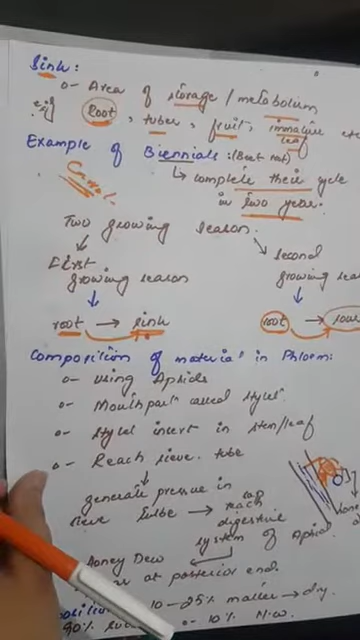 Sink:
o- Area of storage / metabolism
e.g Root, tuber, fruit, immature
leaf
Example of Biennials: (Beet root)
↳ complete their cycle
in two year.
Carrot
Two growing season.
First
growing season
second
growing sea
root → sink
root → sour
Composition of material in Phloem:
o- using Aphids
o- Mouthpart called stylet
o- stylet insert in stem/leaf
o- Reach sieve tube
generate pressure in
sieve tube → reach
digestive
system of Aphid
Honey Dew
at posterior end.
10-25% matter → dry.
90%